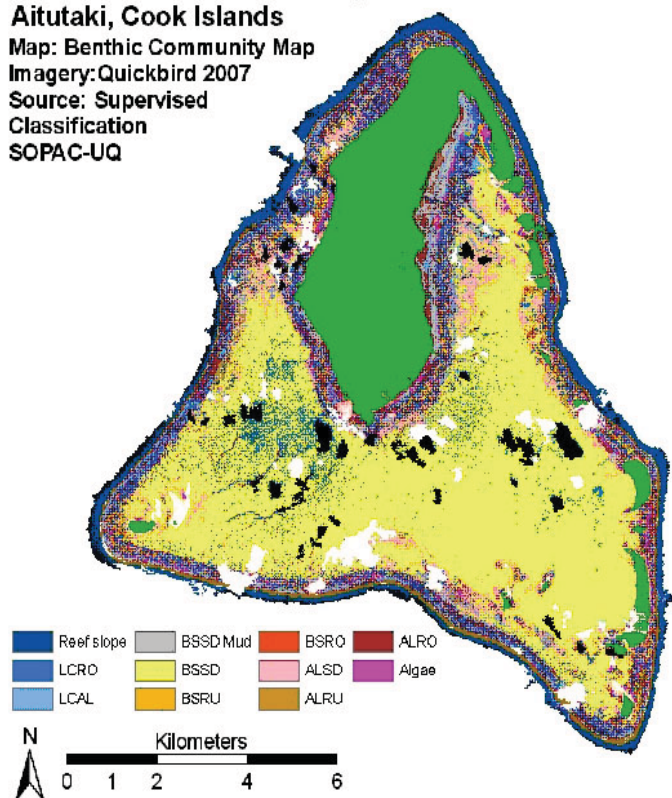 Aitutaki, Cook Islands
Map: Benthic Community Map
Imagery:Quickbird 2007
Source: Supervised
Classification
SOPAC-UQ
Reef slope BSSD Mud BSRO ALRO
LCRO BSSD ALSD Algae
LCAL BSRU ALRU
N
Kilometers
0 1 2 4 6